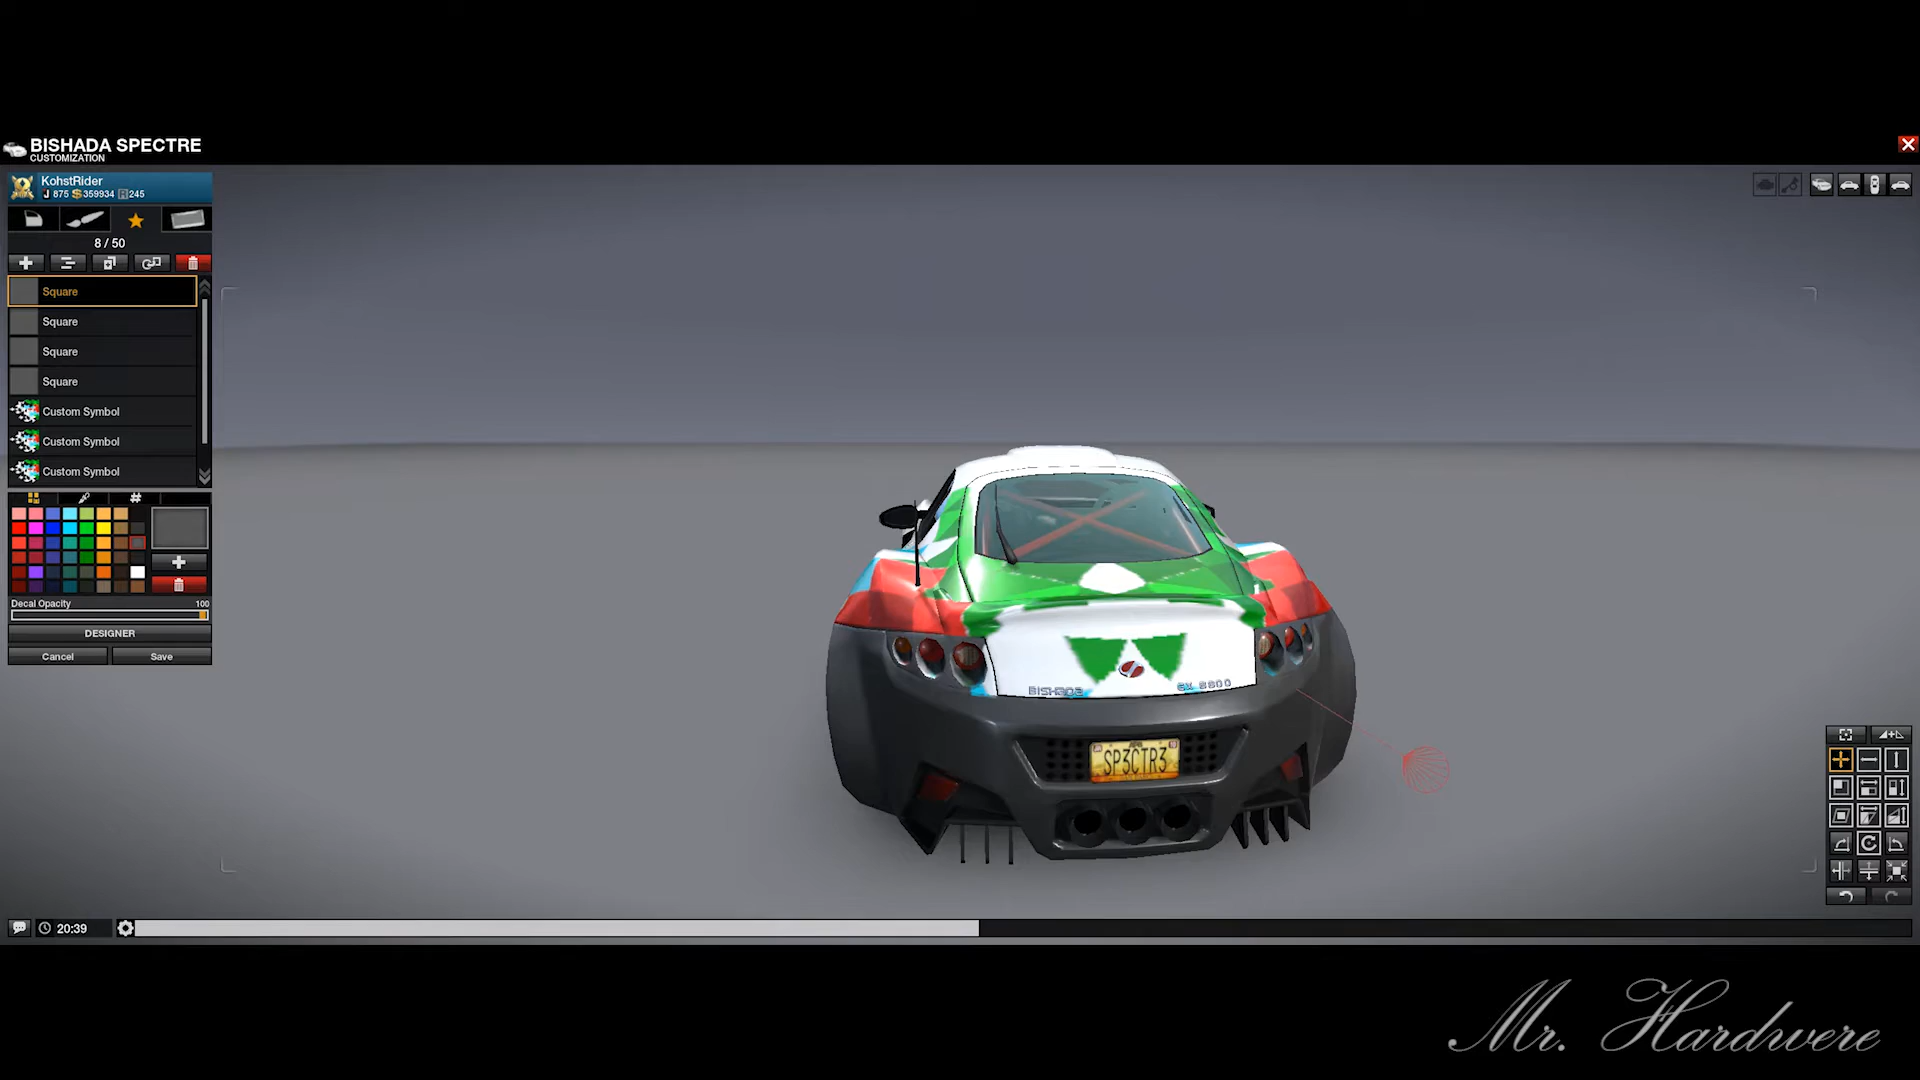 BISHADA SPECTRE
CUSTOMIZATION
KohstRider
J 875 $359934 R 245
8 / 50
Square
Square
Square
Square
Custom Symbol
Custom Symbol
Custom Symbol
#
Decal Opacity 100
DESIGNER
Cancel Save
BISHADA
SP3CTR3
20:39
Mr. Hardwere